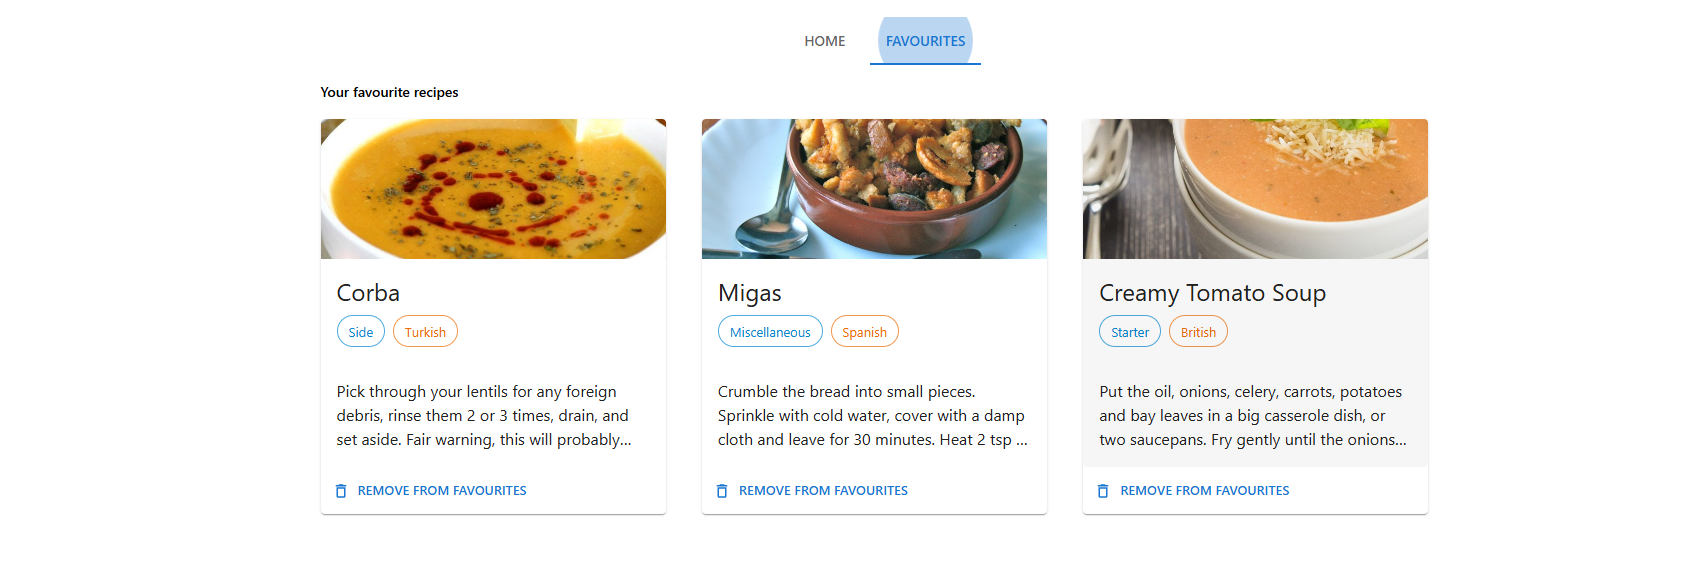 HOME FAVOURITES
Your favourite recipes
Corba
Side Turkish
Pick through your lentils for any foreign
debris, rinse them 2 or 3 times, drain, and
set aside. Fair warning, this will probably...
REMOVE FROM FAVOURITES
Migas
Miscellaneous Spanish
Crumble the bread into small pieces.
Sprinkle with cold water, cover with a damp
cloth and leave for 30 minutes. Heat 2 tsp ...
REMOVE FROM FAVOURITES
Creamy Tomato Soup
Starter British
Put the oil, onions, celery, carrots, potatoes
and bay leaves in a big casserole dish, or
two saucepans. Fry gently until the onions...
REMOVE FROM FAVOURITES